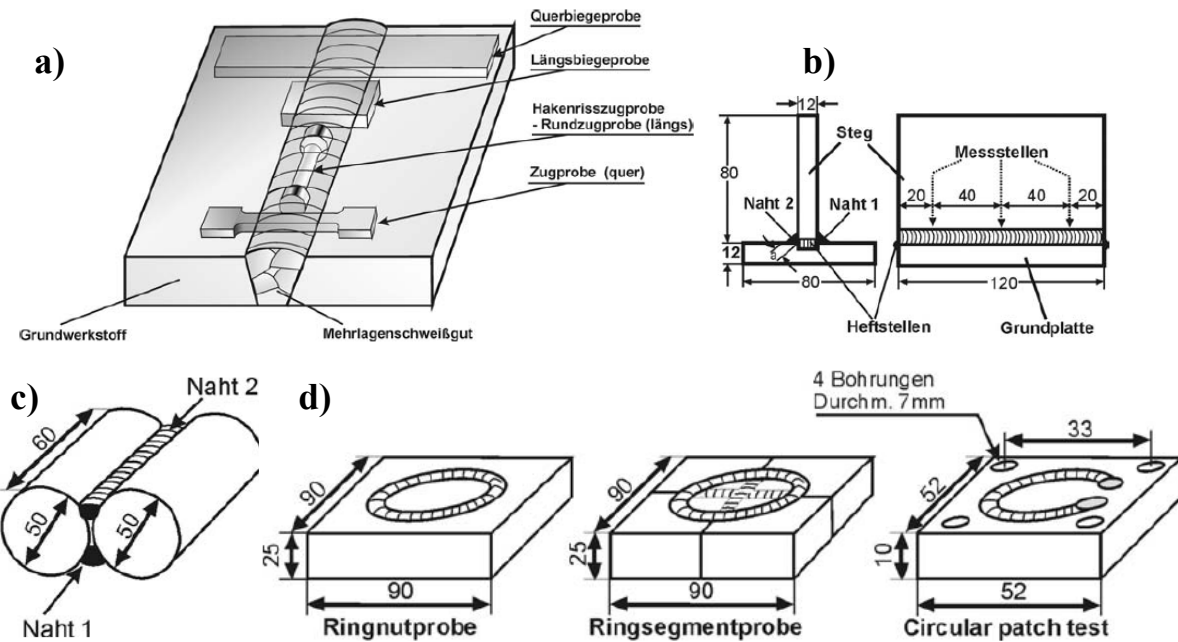 a)
Querbiegeprobe
Längsbiegeprobe
Hakenrisszugprobe
- Rundzugprobe (längs)
Zugprobe (quer)
Grundwerkstoff
Mehrlagenschweißgut
b)
12
Steg
Messstellen
80
20 40 40 20
Naht 2
Naht 1
12
a
80
120
Heftstellen
Grundplatte
c)
Naht 2
60
50
50
Naht 1
d)
4 Bohrungen
Durchm. 7mm
33
90
90
52
25
25
10
90
90
52
Ringnutprobe
Ringsegmentprobe
Circular patch test